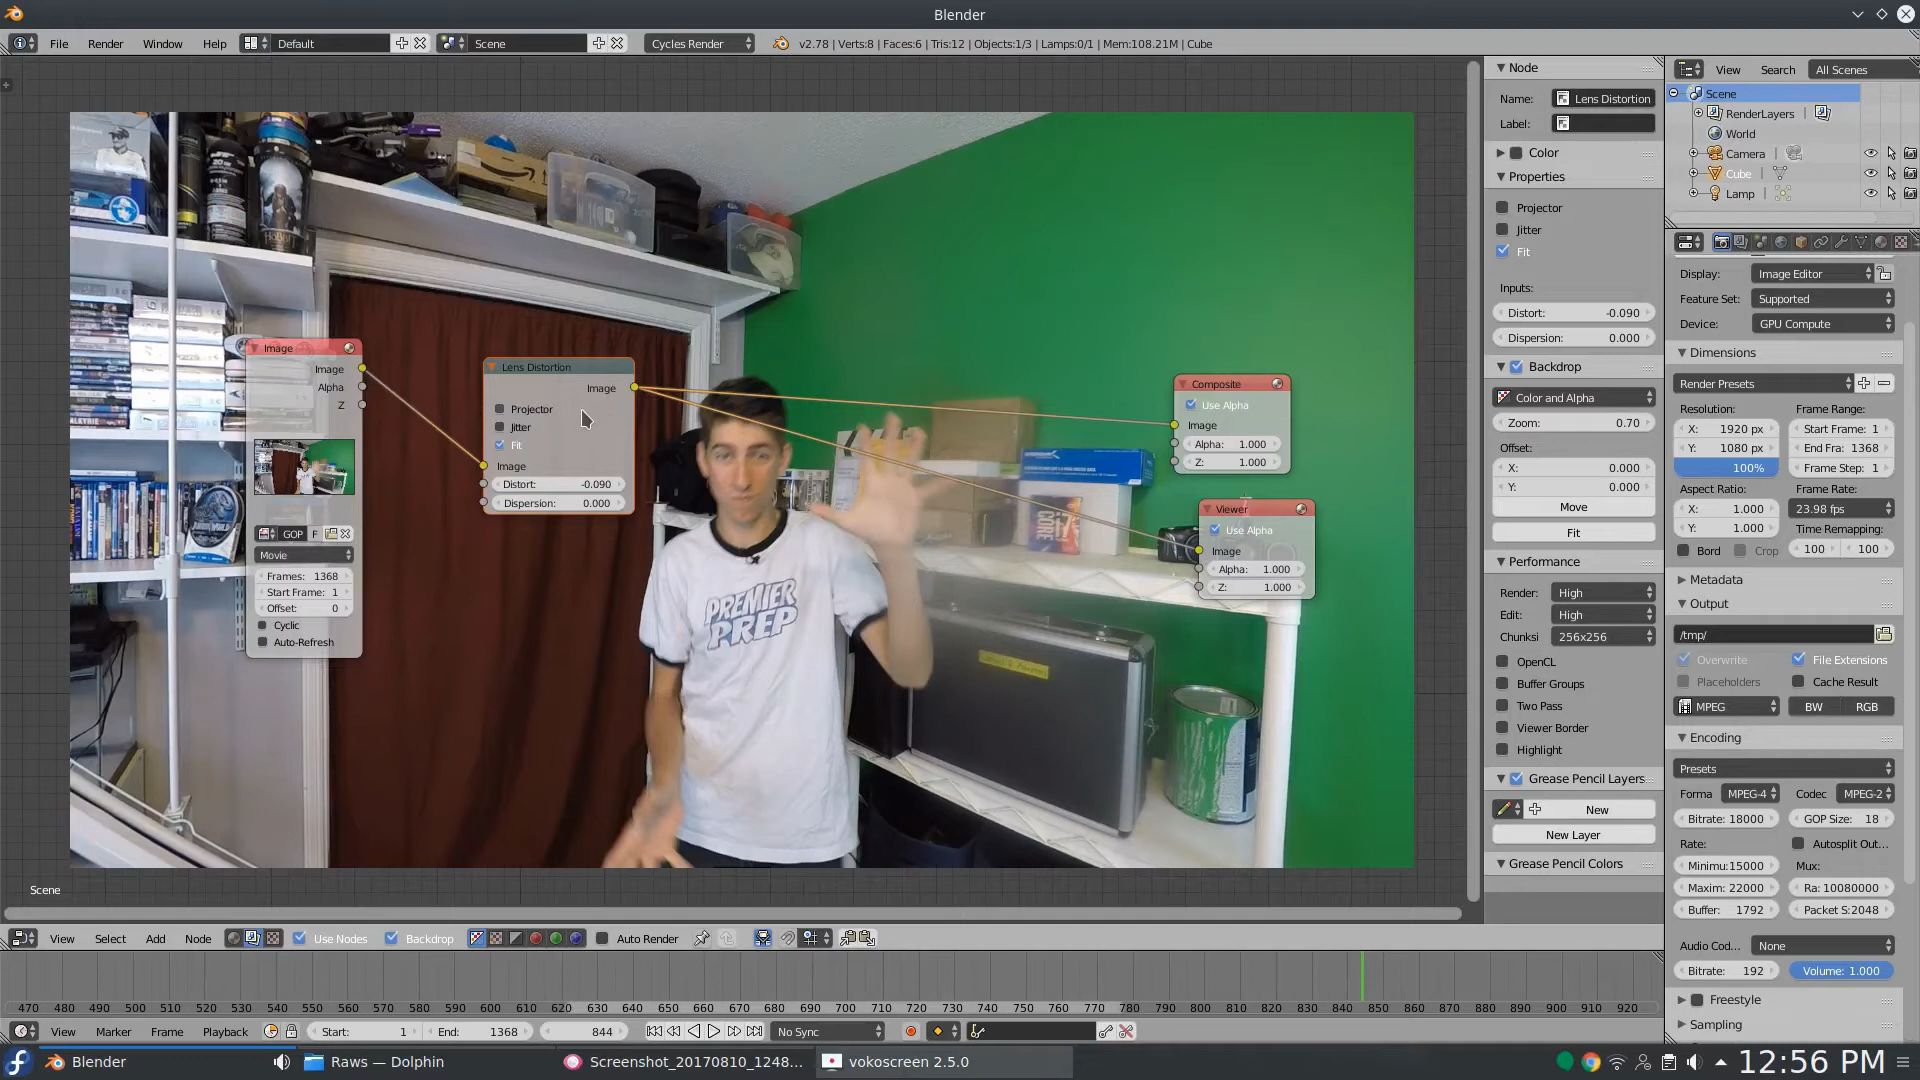 Blender
File Render Window Help Default Scene Cycles Render v2.78 | Verts:8 | Faces:6 | Tris:12 | Objects:1/3 | Lamps:0/1 | Mem:108.21M | Cube
Node
Name: Lens Distortion
Label:
Color
Properties
Projector
Jitter
Fit
Inputs:
Distort: -0.090
Dispersion: 0.000
Backdrop
Color and Alpha
Zoom: 0.70
Offset:
X: 0.000
Y: 0.000
Move
Fit
Performance
Render: High
Edit: High
Chunksi 256x256
OpenCL
Buffer Groups
Two Pass
Viewer Border
Highlight
Grease Pencil Layers
New
New Layer
Grease Pencil Colors
View Search All Scenes
Scene
RenderLayers
World
Camera
Cube
Lamp
Display: Image Editor
Feature Set: Supported
Device: GPU Compute
Dimensions
Render Presets
Resolution: Frame Range:
X: 1920 px Start Frame: 1
Y: 1080 px End Fra: 1368
100% Frame Step: 1
Aspect Ratio: Frame Rate:
X: 1.000 23.98 fps
Y: 1.000 Time Remapping:
Bord Crop 100 100
Metadata
Output
/tmp/
Overwrite File Extensions
Placeholders Cache Result
MPEG BW RGB
Encoding
Presets
Forma MPEG-4 Codec MPEG-2
Bitrate: 18000 GOP Size: 18
Rate: Autosplit Out...
Minimu:15000 Mux:
Maxim: 22000 Ra: 10080000
Buffer: 1792 Packet S:2048
Audio Cod... None
Bitrate: 192 Volume: 1.000
Freestyle
Sampling
Image
Image
Alpha
Z
GOP F
Movie
Frames: 1368
Start Frame: 1
Offset: 0
Cyclic
Auto-Refresh
Lens Distortion
Image
Projector
Jitter
Fit
Image
Distort: -0.090
Dispersion: 0.000
Composite
Use Alpha
Image
Alpha: 1.000
Z: 1.000
Viewer
Use Alpha
Image
Alpha: 1.000
Z: 1.000
PREMIER
PREP
Scene
View Select Add Node Use Nodes Backdrop Auto Render
470 480 490 500 510 520 530 540 550 560 570 580 590 600 610 620 630 640 650 660 670 680 690 700 710 720 730 740 750 760 770 780 790 800 810 820 830 840 850 860 870 880 890 900 910 920
View Marker Frame Playback Start: 1 End: 1368 844 No Sync
Blender Raws — Dolphin Screenshot_20170810_1248... vokoscreen 2.5.0 12:56 PM